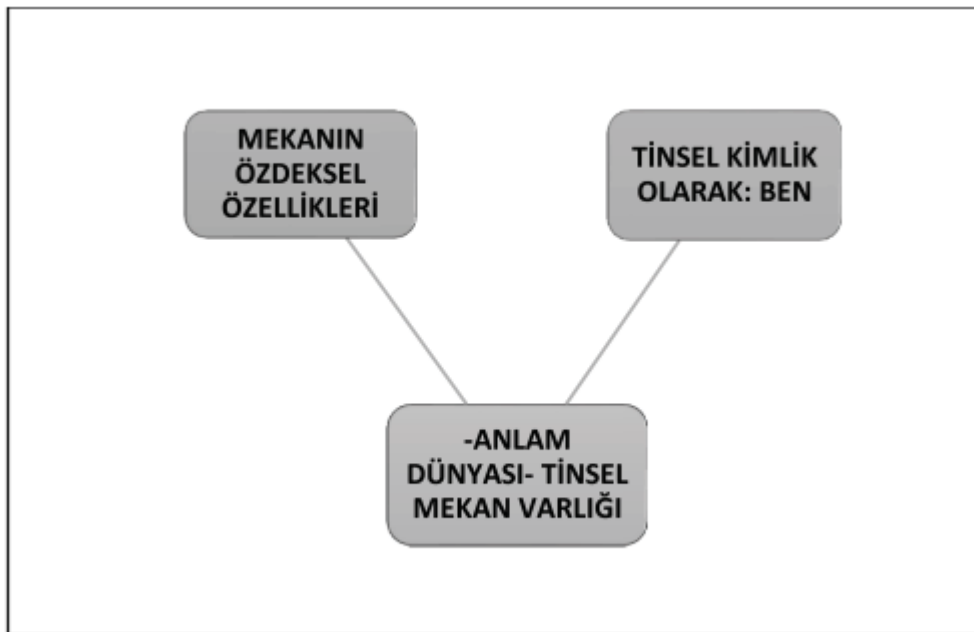 MEKANIN
ÖZDEKSEL
ÖZELLİKLERİ
TİNSEL KİMLİK
OLARAK: BEN
-ANLAM
DÜNYASI- TİNSEL
MEKAN VARLIĞI